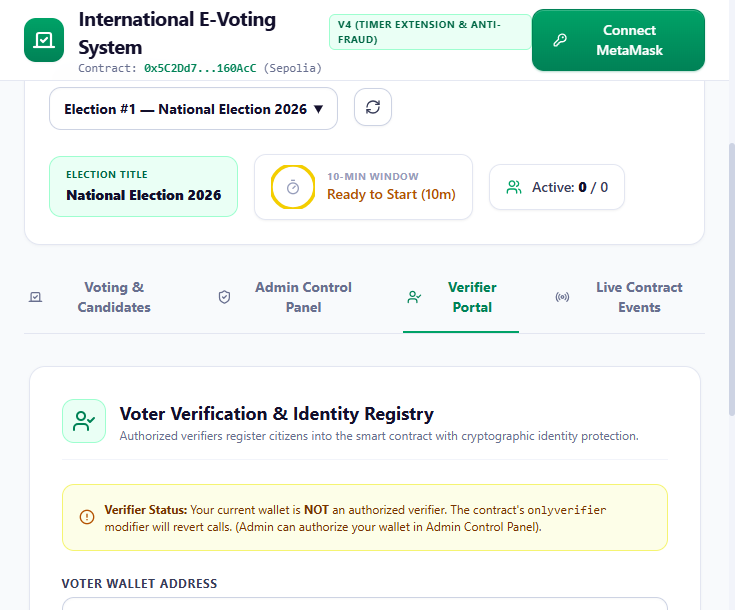 International E-Voting
System
Contract: 0x5C2Dd7...160AcC (Sepolia)
V4 (TIMER EXTENSION & ANTI-
FRAUD)
Connect
MetaMask
Election #1 — National Election 2026 ▼
ELECTION TITLE
National Election 2026
10-MIN WINDOW
Ready to Start (10m)
Active: 0 / 0
Voting &
Candidates
Admin Control
Panel
Verifier
Portal
Live Contract
Events
Voter Verification & Identity Registry
Authorized verifiers register citizens into the smart contract with cryptographic identity protection.
Verifier Status: Your current wallet is NOT an authorized verifier. The contract's onlyverifier
modifier will revert calls. (Admin can authorize your wallet in Admin Control Panel).
VOTER WALLET ADDRESS